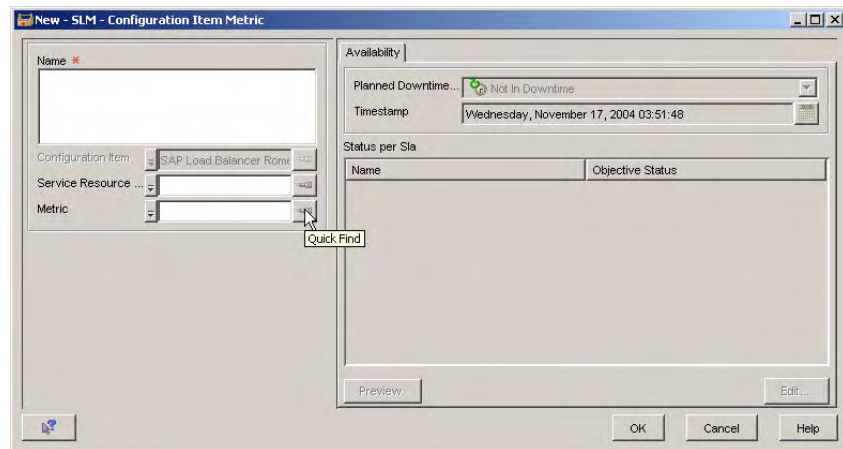 New - SLM - Configuration Item Metric
Name *
Configuration Item
SAP Load Balancer Rome
Service Resource ...
Metric
Quick Find
Availability
Planned Downtime...
Not In Downtime
Timestamp
Wednesday, November 17, 2004 03:51:48
Status per Sla
Name Objective Status
Preview
Edit...
OK Cancel Help